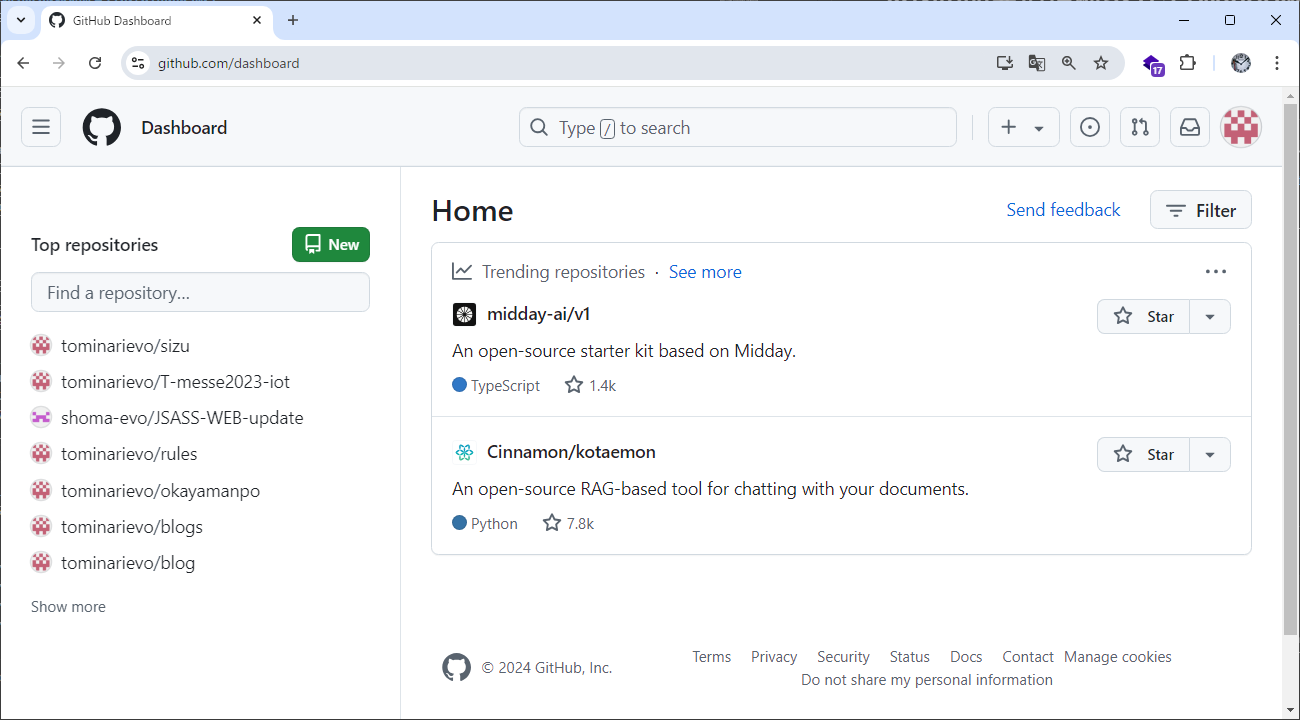 GitHub Dashboard
github.com/dashboard
17
Dashboard
Type / to search
Top repositories
New
Find a repository…
tominarievo/sizu
tominarievo/T-messe2023-iot
shoma-evo/JSASS-WEB-update
tominarievo/rules
tominarievo/okayamanpo
tominarievo/blogs
tominarievo/blog
Show more
Home
Send feedback
Filter
Trending repositories · See more
midday-ai/v1
Star
An open-source starter kit based on Midday.
TypeScript 1.4k
Cinnamon/kotaemon
Star
An open-source RAG-based tool for chatting with your documents.
Python 7.8k
© 2024 GitHub, Inc.
Terms Privacy Security Status Docs Contact Manage cookies
Do not share my personal information